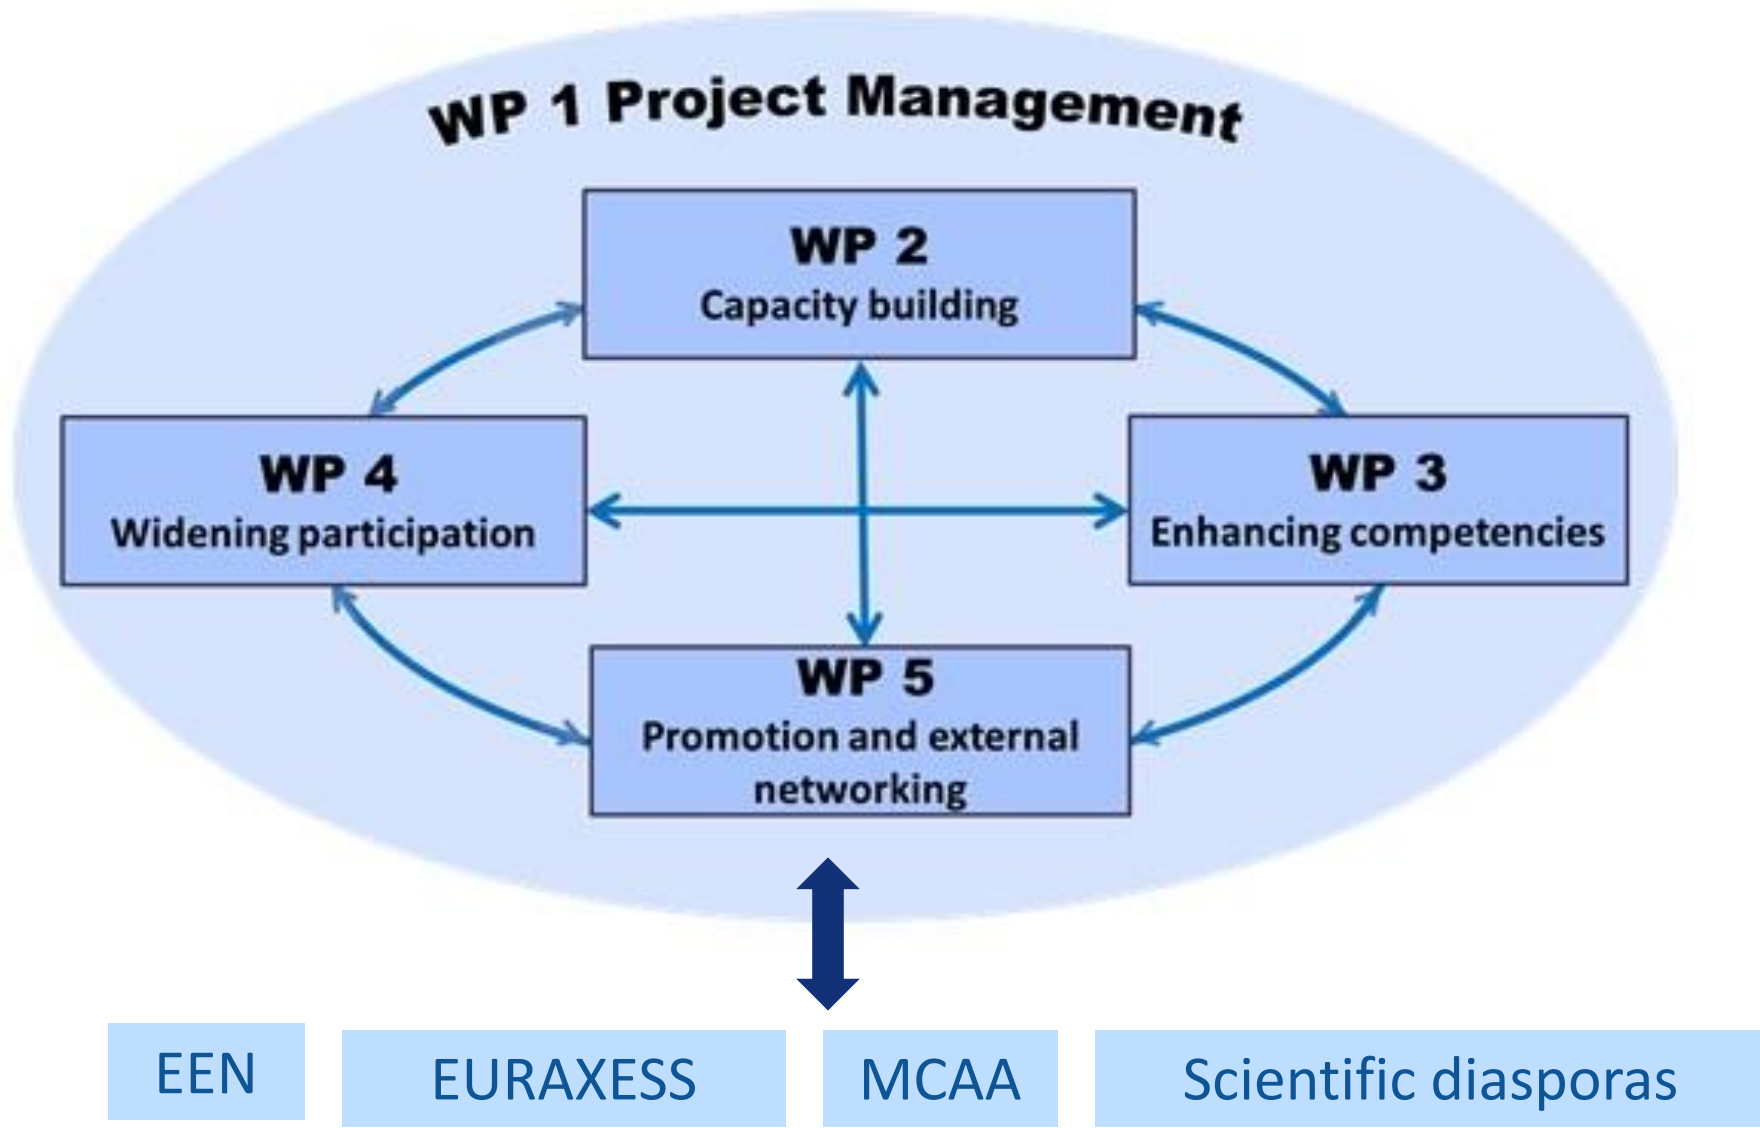 WP 1 Project Management
WP 2
Capacity building
WP 4
Widening participation
WP 3
Enhancing competencies
WP 5
Promotion and external
networking
EEN
EURAXESS
MCAA
Scientific diasporas